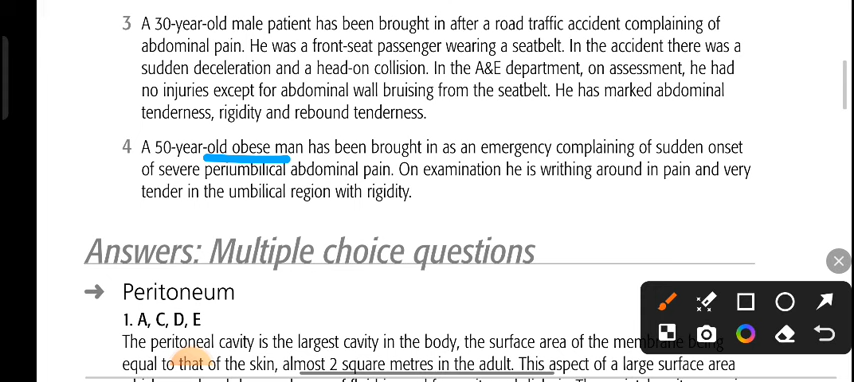 3 A 30-year-old male patient has been brought in after a road traffic accident complaining of
abdominal pain. He was a front-seat passenger wearing a seatbelt. In the accident there was a
sudden deceleration and a head-on collision. In the A&E department, on assessment, he had
no injuries except for abdominal wall bruising from the seatbelt. He has marked abdominal
tenderness, rigidity and rebound tenderness.
4 A 50-year-old obese man has been brought in as an emergency complaining of sudden onset
of severe periumbilical abdominal pain. On examination he is writhing around in pain and very
tender in the umbilical region with rigidity.
Answers: Multiple choice questions
→ Peritoneum
1. A, C, D, E
The peritoneal cavity is the largest cavity in the body, the surface area of the membrane being
equal to that of the skin, almost 2 square metres in the adult. This aspect of a large surface area